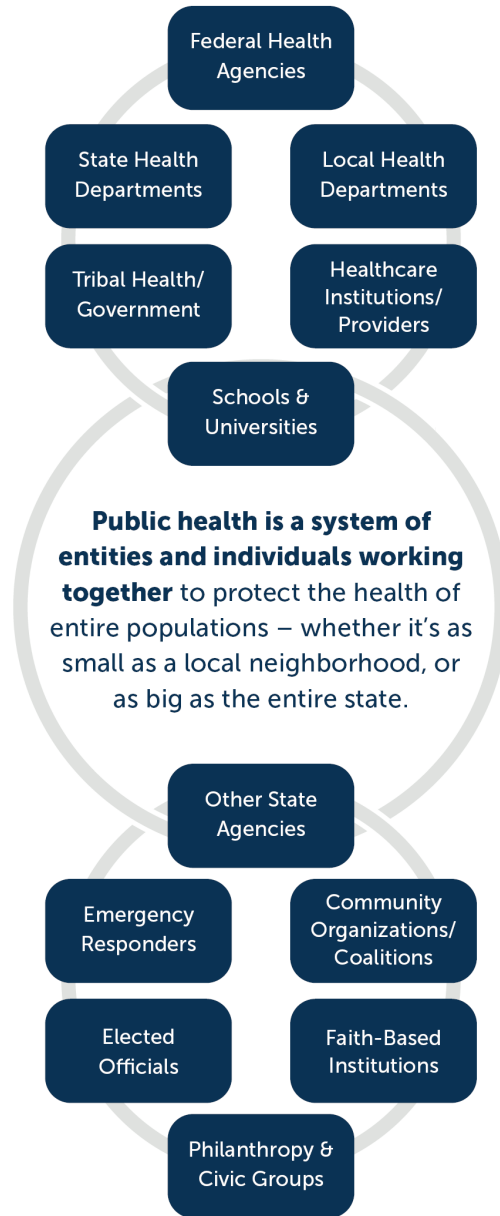 Federal Health
Agencies
State Health
Departments
Local Health
Departments
Tribal Health/
Government
Healthcare
Institutions/
Providers
Schools &
Universities
Public health is a system of
entities and individuals working
together to protect the health of
entire populations – whether it’s as
small as a local neighborhood, or
as big as the entire state.
Other State
Agencies
Emergency
Responders
Community
Organizations/
Coalitions
Elected
Officials
Faith-Based
Institutions
Philanthropy &
Civic Groups